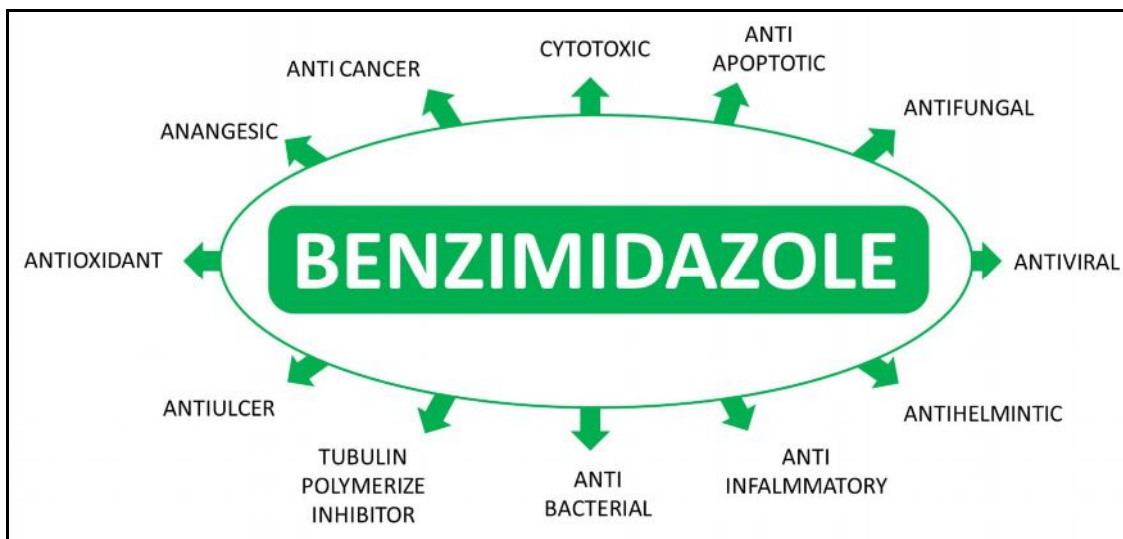 CYTOTOXIC
ANTI
APOPTOTIC
ANTI CANCER
ANTIFUNGAL
ANANGESIC
BENZIMIDAZOLE
ANTIOXIDANT
ANTIVIRAL
ANTIULCER
ANTIHELMINTIC
TUBULIN
POLYMERIZE
INHIBITOR
ANTI
BACTERIAL
ANTI
INFALMMATORY